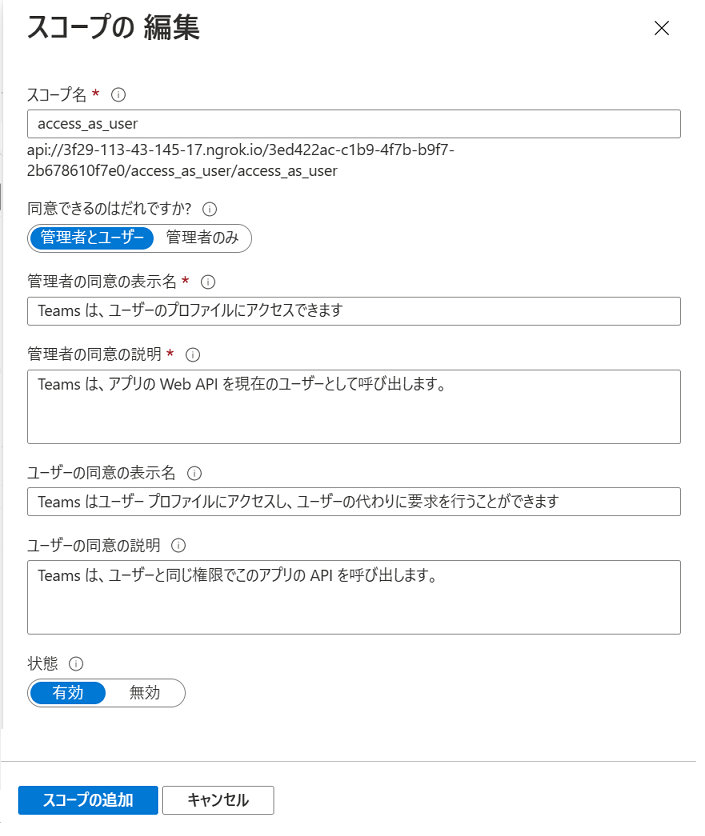 スコープの 編集
スコープ名 *
access_as_user
api://3f29-113-43-145-17.ngrok.io/3ed422ac-c1b9-4f7b-b9f7-
2b678610f7e0/access_as_user/access_as_user
同意できるのはだれですか?
管理者とユーザー 管理者のみ
管理者の同意の表示名 *
Teams は、ユーザーのプロファイルにアクセスできます
管理者の同意の説明 *
Teams は、アプリの Web API を現在のユーザーとして呼び出します。
ユーザーの同意の表示名
Teams はユーザー プロファイルにアクセスし、ユーザーの代わりに要求を行うことができます
ユーザーの同意の説明
Teams は、ユーザーと同じ権限でこのアプリの API を呼び出します。
状態
有効 無効
スコープの追加 キャンセル